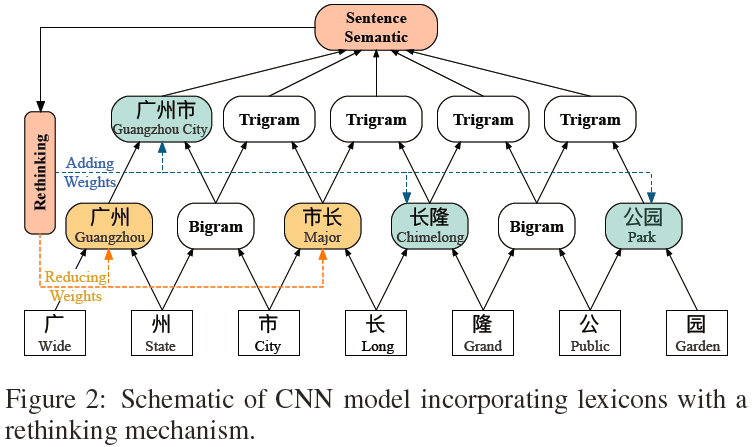 Sentence
Semantic
广州市
Guangzhou City
Trigram
Trigram
Trigram
Trigram
Rethinking
Adding
Weights
广州
Guangzhou
Bigram
市长
Major
长隆
Chimelong
Bigram
公园
Park
Reducing
Weights
广
Wide
州
State
市
City
长
Long
隆
Grand
公
Public
园
Garden
Figure 2: Schematic of CNN model incorporating lexicons with a
rethinking mechanism.